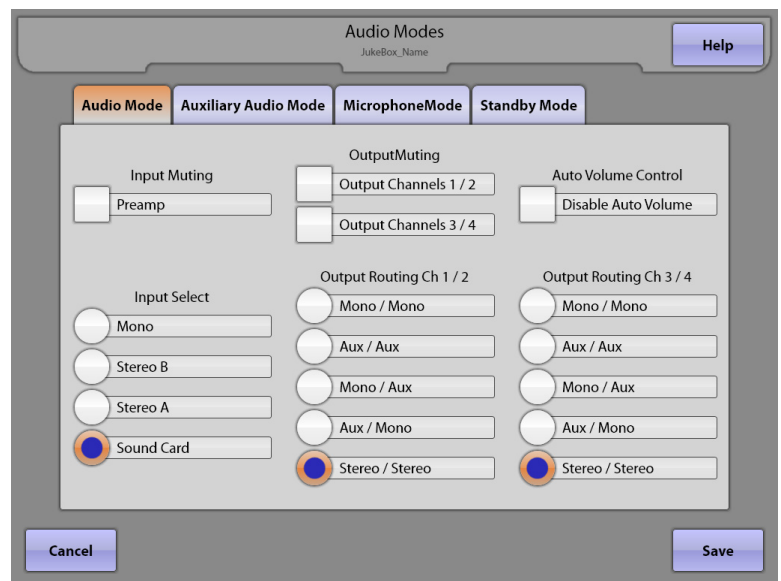 Audio Modes
JukeBox_Name
Help
Audio Mode
Auxiliary Audio Mode
MicrophoneMode
Standby Mode
Input Muting
Preamp
OutputMuting
Output Channels 1 / 2
Output Channels 3 / 4
Auto Volume Control
Disable Auto Volume
Input Select
Mono
Stereo B
Stereo A
Sound Card
Output Routing Ch 1 / 2
Mono / Mono
Aux / Aux
Mono / Aux
Aux / Mono
Stereo / Stereo
Output Routing Ch 3 / 4
Mono / Mono
Aux / Aux
Mono / Aux
Aux / Mono
Stereo / Stereo
Cancel
Save